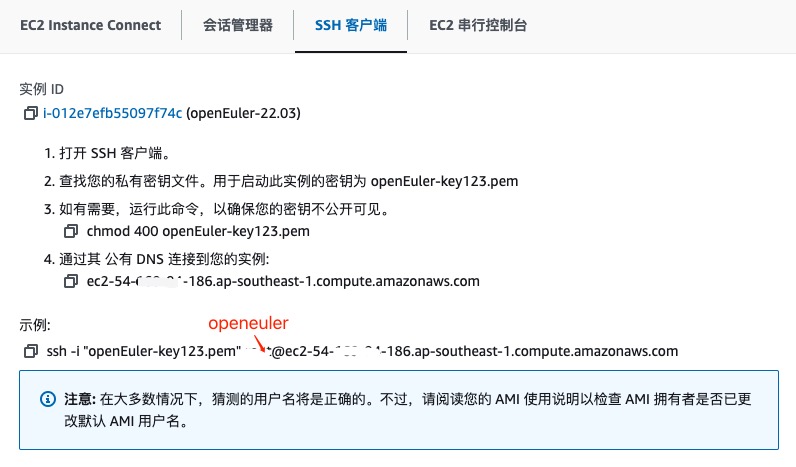 EC2 Instance Connect
会话管理器
SSH 客户端
EC2 串行控制台
实例 ID
i-012e7efb55097f74c (openEuler-22.03)
1. 打开 SSH 客户端。
2. 查找您的私有密钥文件。用于启动此实例的密钥为 openEuler-key123.pem
3. 如有需要，运行此命令，以确保您的密钥不公开可见。
chmod 400 openEuler-key123.pem
4. 通过其 公有 DNS 连接到您的实例:
ec2-54- -186.ap-southeast-1.compute.amazonaws.com
示例:
openeuler
ssh -i "openEuler-key123.pem" @ec2-54- -186.ap-southeast-1.compute.amazonaws.com
注意: 在大多数情况下，猜测的用户名将是正确的。不过，请阅读您的 AMI 使用说明以检查 AMI 拥有者是否已更
改默认 AMI 用户名。